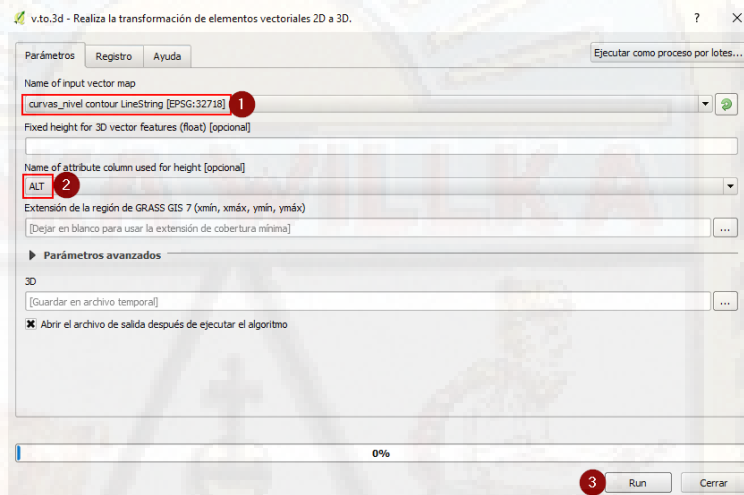 v.to.3d - Realiza la transformación de elementos vectoriales 2D a 3D.
? X
Parámetros Registro Ayuda Ejecutar como proceso por lotes...
Name of input vector map
curvas_nivel contour LineString [EPSG:32718] 1
Fixed height for 3D vector features (float) [opcional]
Name of attribute column used for height [opcional]
ALT 2
Extensión de la región de GRASS GIS 7 (xmín, xmáx, ymín, ymáx)
[Dejar en blanco para usar la extensión de cobertura mínima] ...
Parámetros avanzados
3D
[Guardar en archivo temporal] ...
Abrir el archivo de salida después de ejecutar el algoritmo
0%
3 Run Cerrar